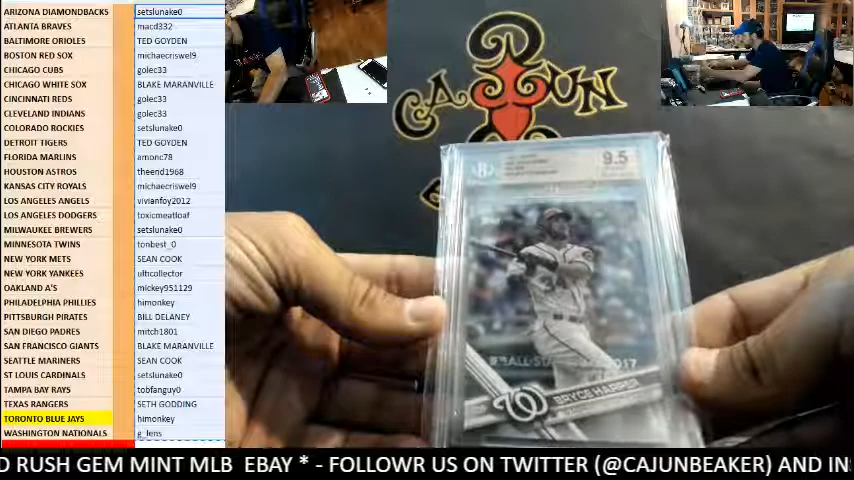 ARIZONA DIAMONDBACKS setslunake0
ATLANTA BRAVES macd332
BALTIMORE ORIOLES TED GOYDEN
BOSTON RED SOX michaecriswel9
CHICAGO CUBS golec33
CHICAGO WHITE SOX BLAKE MARANVILLE
CINCINNATI REDS golec33
CLEVELAND INDIANS golec33
COLORADO ROCKIES setslunake0
DETROIT TIGERS TED GOYDEN
FLORIDA MARLINS amonc78
HOUSTON ASTROS theend1968
KANSAS CITY ROYALS michaecriswel9
LOS ANGELES ANGELS vivianfoy2012
LOS ANGELES DODGERS toxicmeatloaf
MILWAUKEE BREWERS setslunake0
MINNESOTA TWINS tonbest_0
NEW YORK METS SEAN COOK
NEW YORK YANKEES ulticollector
OAKLAND A'S mickey951129
PHILADELPHIA PHILLIES himonkey
PITTSBURGH PIRATES BILL DELANEY
SAN DIEGO PADRES mitch1801
SAN FRANCISCO GIANTS BLAKE MARANVILLE
SEATTLE MARINERS SEAN COOK
ST LOUIS CARDINALS setslunake0
TAMPA BAY RAYS tobfanguy0
TEXAS RANGERS SETH GODDING
TORONTO BLUE JAYS himonkey
WASHINGTON NATIONALS g_lens
CAJUN
9.5
BRYCE HARPER
D RUSH GEM MINT MLB EBAY * - FOLLOWR US ON TWITTER (@CAJUNBEAKER) AND IN